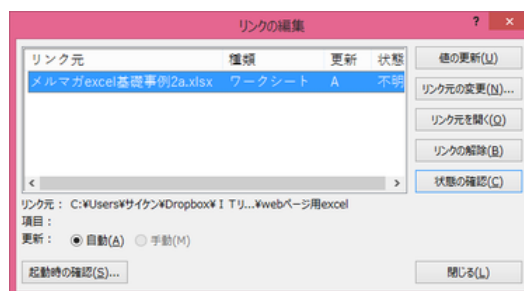 リンクの編集
? ×
リンク元 種類 更新 状態
メルマガexcel基礎事例2a.xlsx ワークシート A 不明
値の更新(U)
リンク元の変更(N)...
リンク元を開く(O)
リンクの解除(B)
状態の確認(C)
リンク元： C:¥Users¥サイケン¥Dropbox¥ＩＴリ...¥webページ用excel
項目：
更新： 自動(A) 手動(M)
起動時の確認(S)... 閉じる(L)